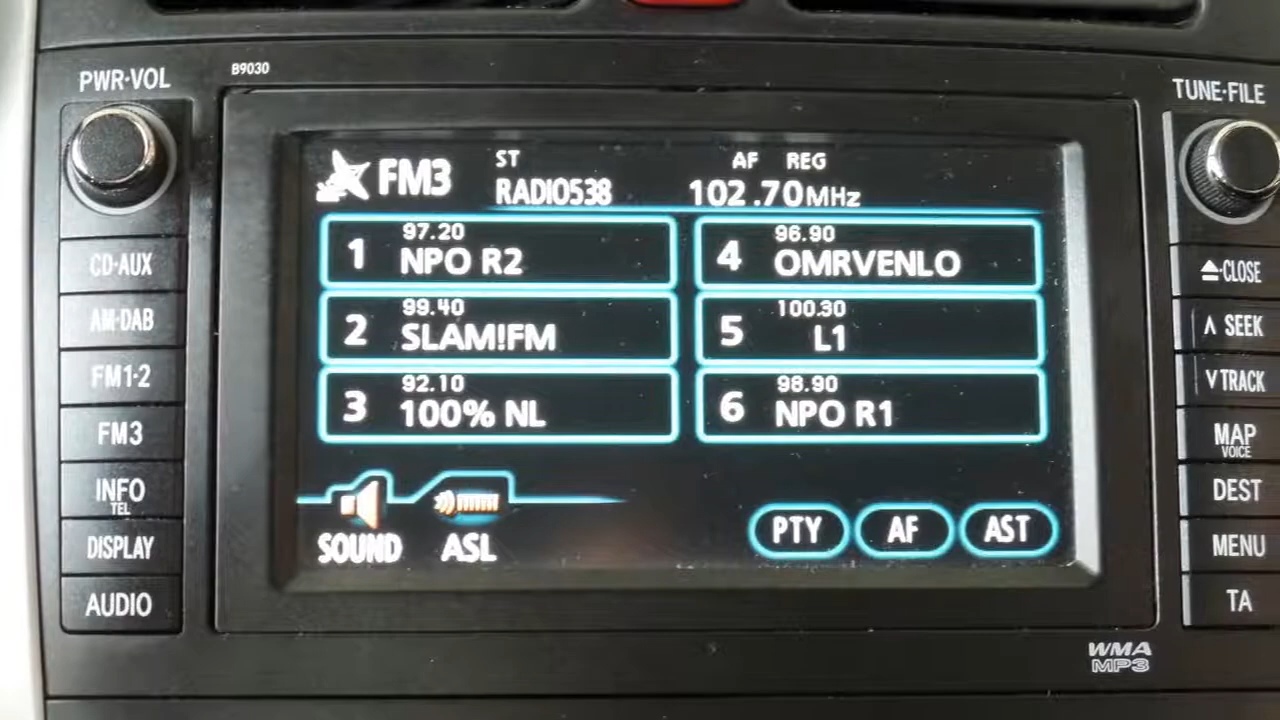 B9030
PWR·VOL
CD·AUX
AM·DAB
FM1·2
FM3
INFO
TEL
DISPLAY
AUDIO
FM3
ST
RADIO538
AF REG
102.70MHz
1 97.20
NPO R2
2 99.40
SLAM!FM
3 92.10
100% NL
4 96.90
OMRVENLO
5 100.30
L1
6 98.90
NPO R1
SOUND
ASL
PTY
AF
AST
TUNE·FILE
⏏·CLOSE
∧ SEEK
∨ TRACK
MAP
VOICE
DEST
MENU
TA
WMA
MP3